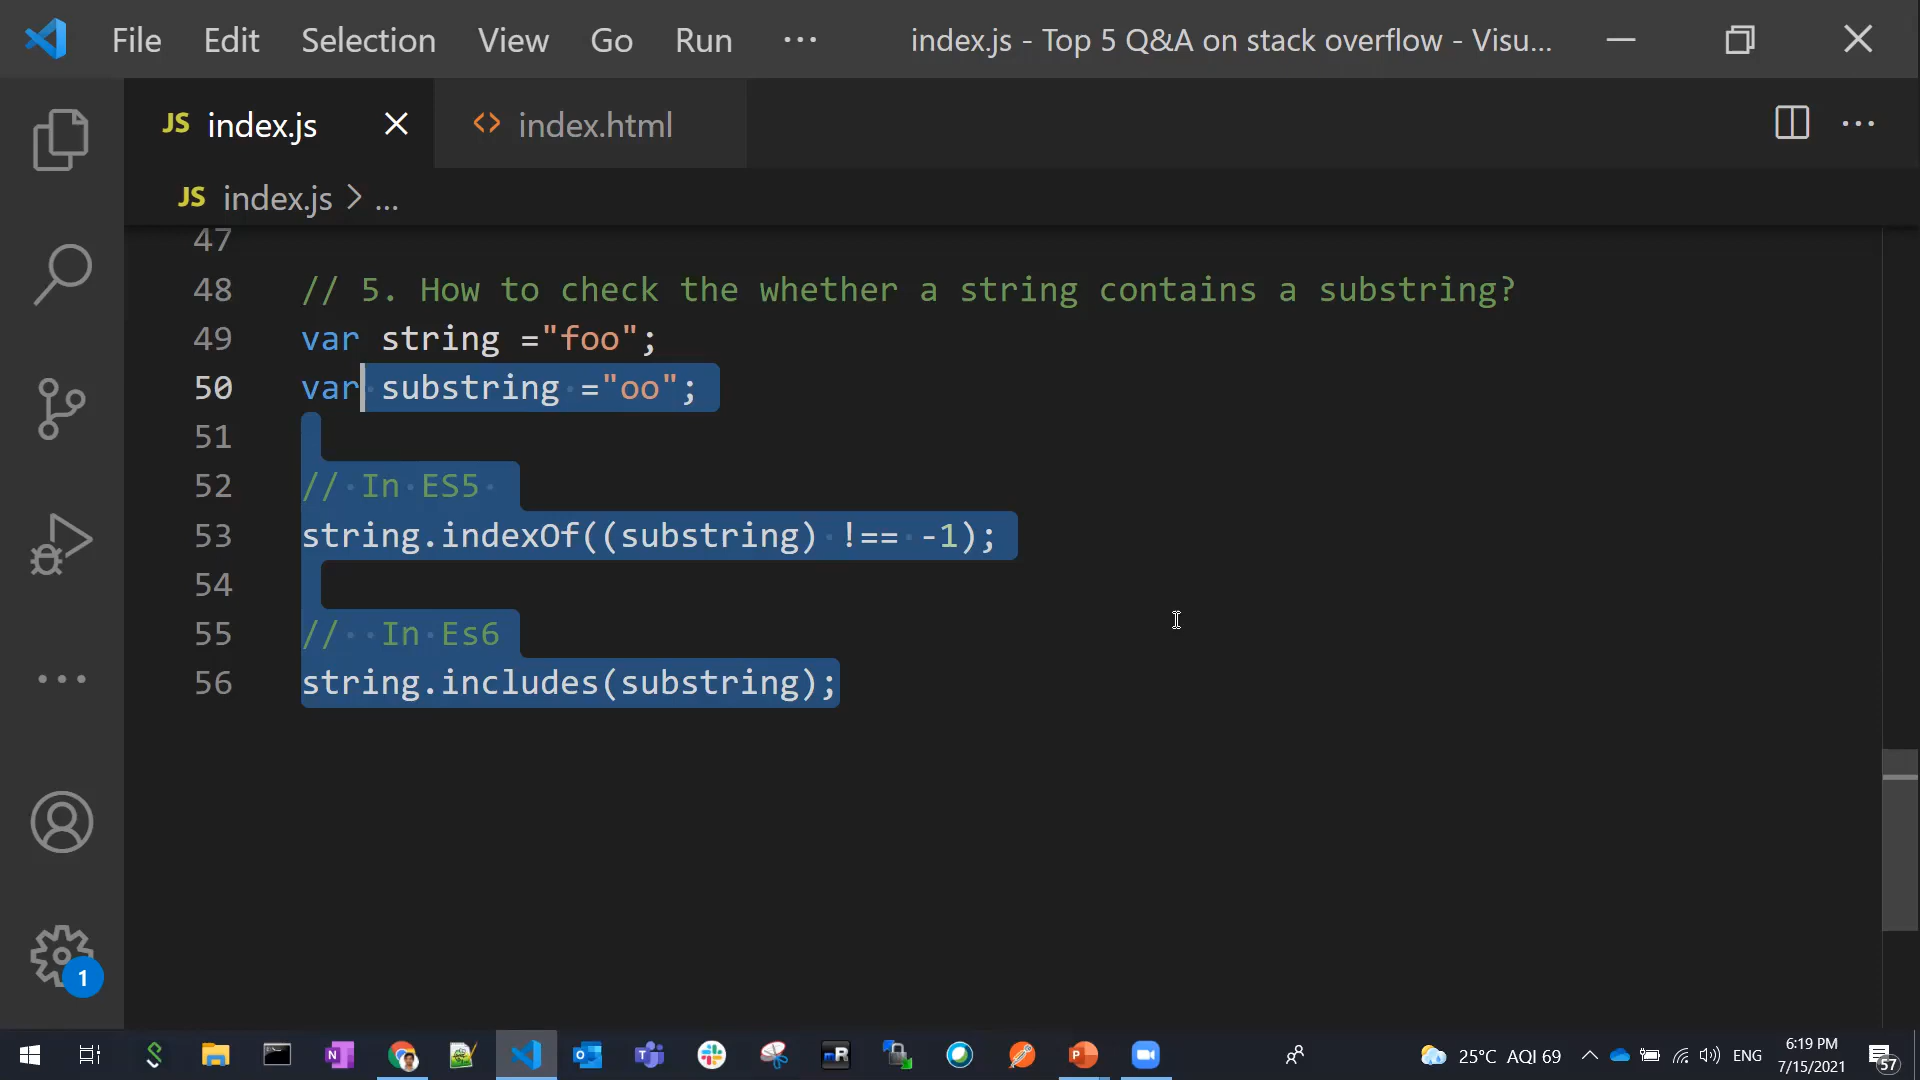 File Edit Selection View Go Run ... index.js - Top 5 Q&A on stack overflow - Visu...
JS index.js index.html
JS index.js > ...
47
48 // 5. How to check the whether a string contains a substring?
49 var string ="foo";
50 var substring ="oo";
51
52 // In ES5
53 string.indexOf((substring) !== -1);
54
55 //  In Es6
56 string.includes(substring);
1
25°C AQI 69 ENG 6:19 PM
7/15/2021
57